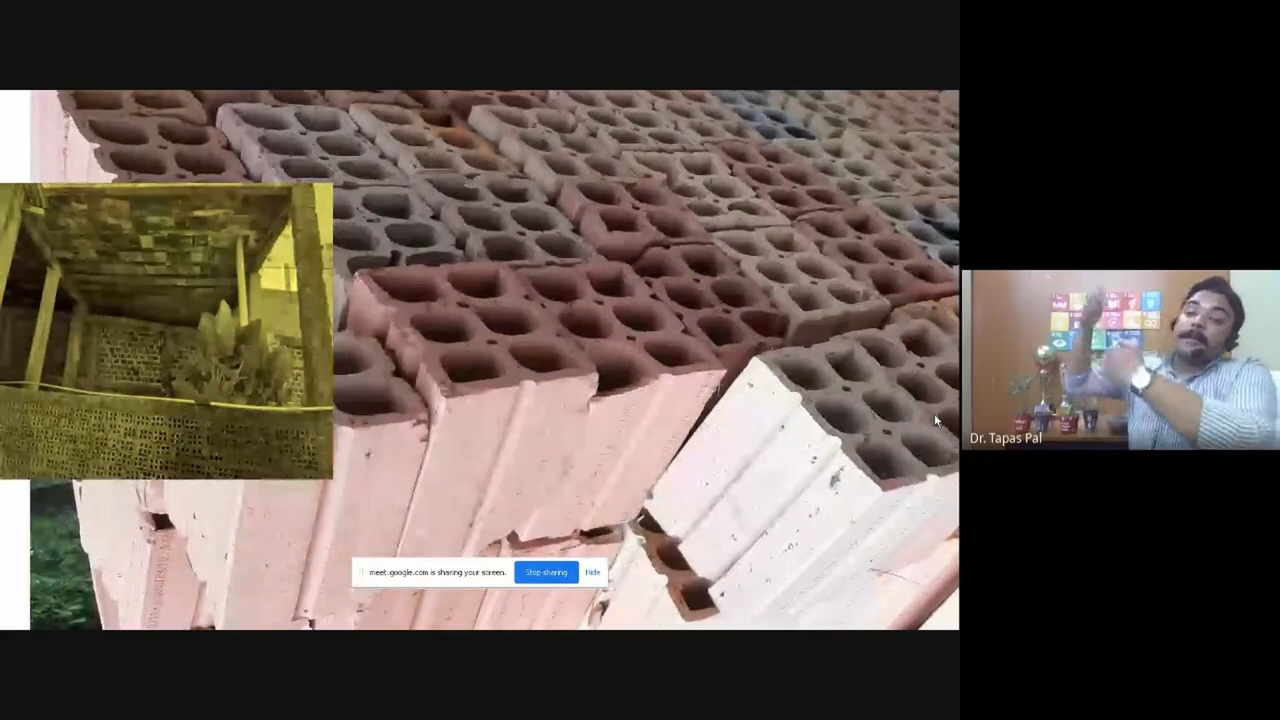 meet.google.com is sharing your screen.
Stop sharing
Hide
Dr. Tapas Pal